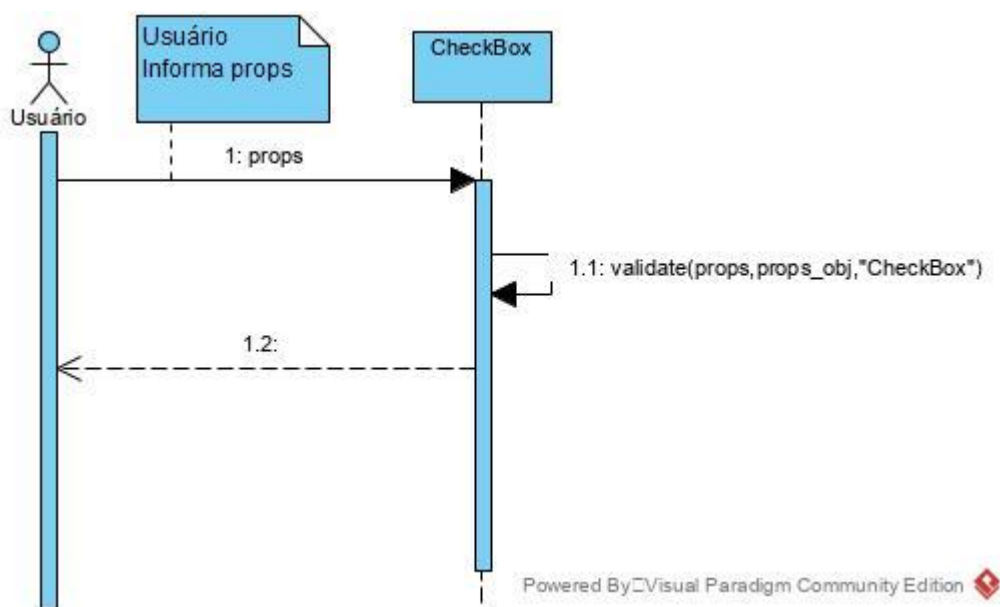 Usuário
Informa props
CheckBox
Usuário
1: props
1.1: validate(props,props_obj,"CheckBox")
1.2:
Powered By□Visual Paradigm Community Edition